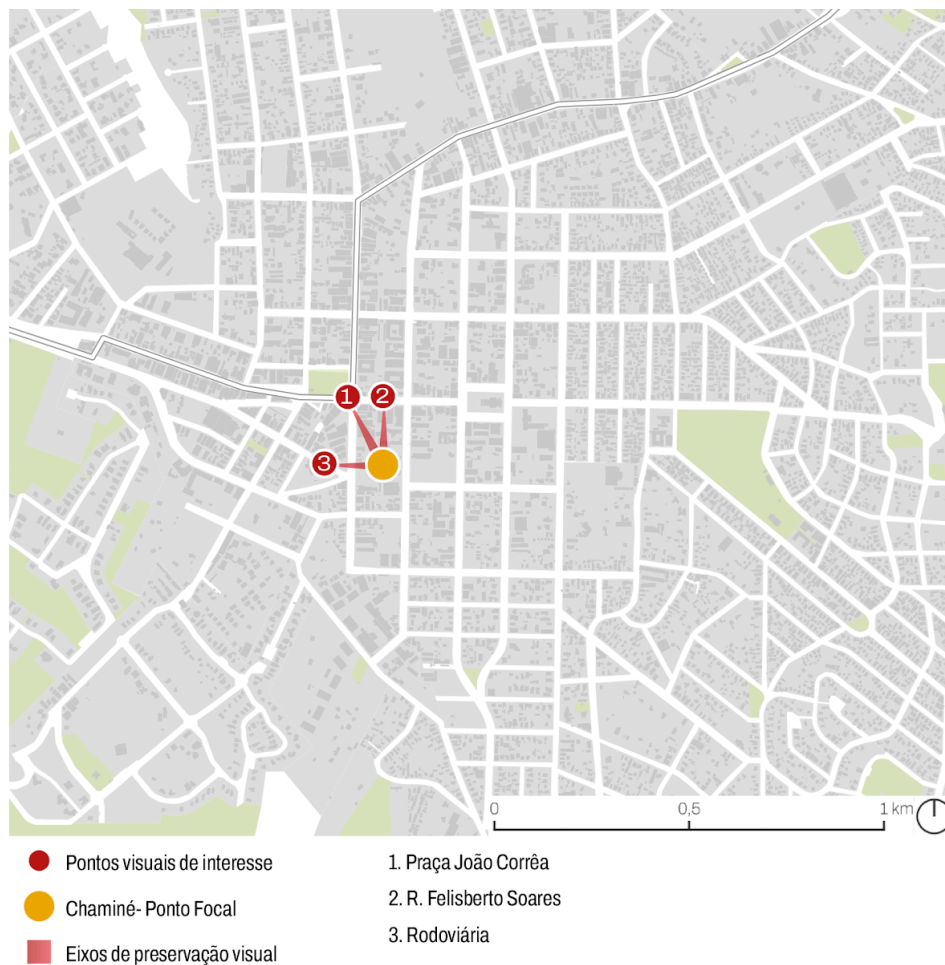 1
2
3
0
0,5
1 km
Pontos visuais de interesse
Chaminé- Ponto Focal
Eixos de preservação visual
1. Praça João Corrêa
2. R. Felisberto Soares
3. Rodoviária